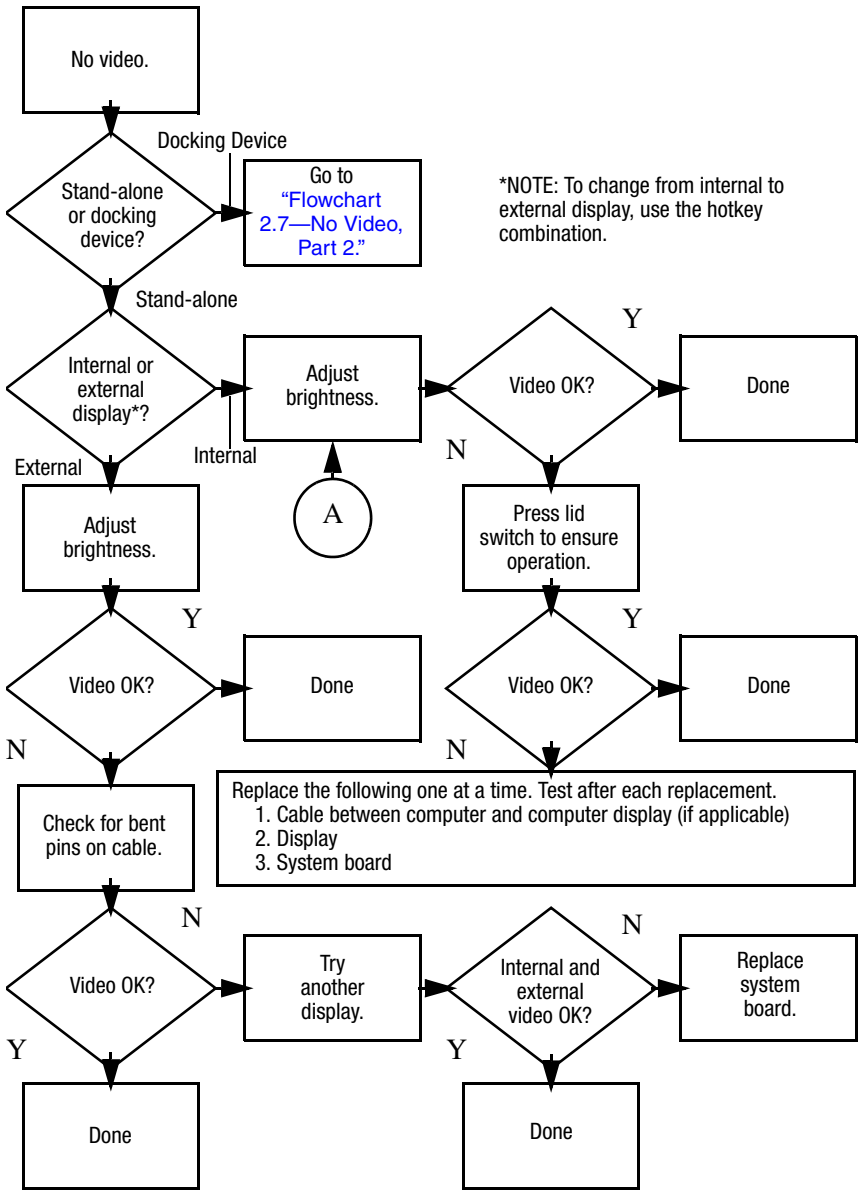 No video.
Docking Device
Stand-alone
or docking
device?
Go to
“Flowchart
2.7—No Video,
Part 2.”
*NOTE: To change from internal to
external display, use the hotkey
combination.
Stand-alone
Internal or
external
display*?
Internal
External
Adjust
brightness.
A
Video OK?
Y
Done
N
Press lid
switch to ensure
operation.
Adjust
brightness.
Video OK?
Y
Done
N
Video OK?
Y
Done
N
Replace the following one at a time. Test after each replacement.
1. Cable between computer and computer display (if applicable)
2. Display
3. System board
Check for bent
pins on cable.
Video OK?
N
Try
another
display.
Internal and
external
video OK?
N
Replace
system
board.
Y
Done
Y
Done